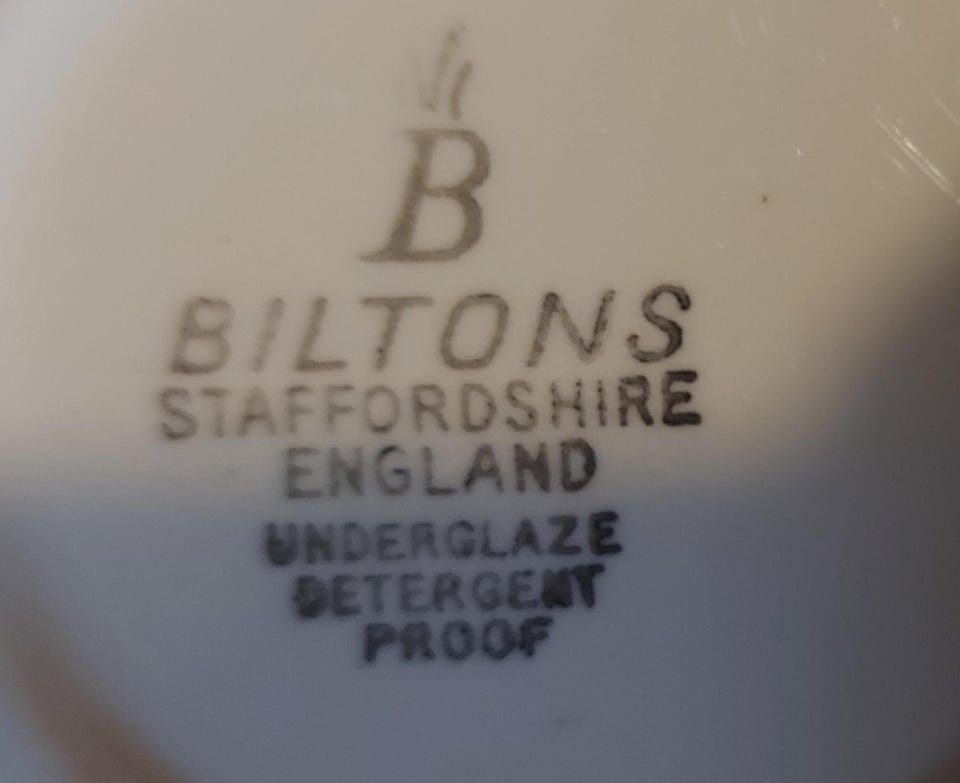 B
BILTONS
STAFFORDSHIRE
ENGLAND
UNDERGLAZE
DETERGENT
PROOF